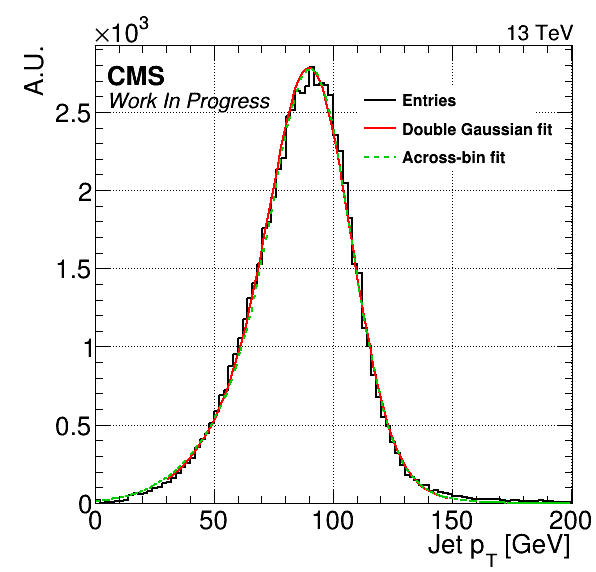 ×10³
13 TeV
A.U.
CMS
Work In Progress
Entries
Double Gaussian fit
Across-bin fit
2.5
2
1.5
1
0.5
0
0 50 100 150 200
Jet p_T [GeV]